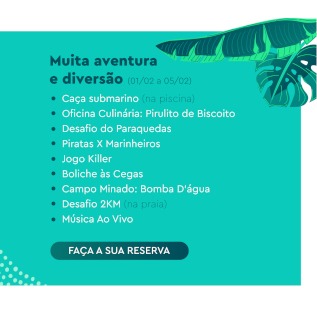 Muita aventura
e diversão (01/02 a 05/02)
• Caça submarino (na piscina)
• Oficina Culinária: Pirulito de Biscoito
• Desafio do Paraquedas
• Piratas X Marinheiros
• Jogo Killer
• Boliche às Cegas
• Campo Minado: Bomba D'água
• Desafio 2KM (na praia)
• Música Ao Vivo
FAÇA A SUA RESERVA